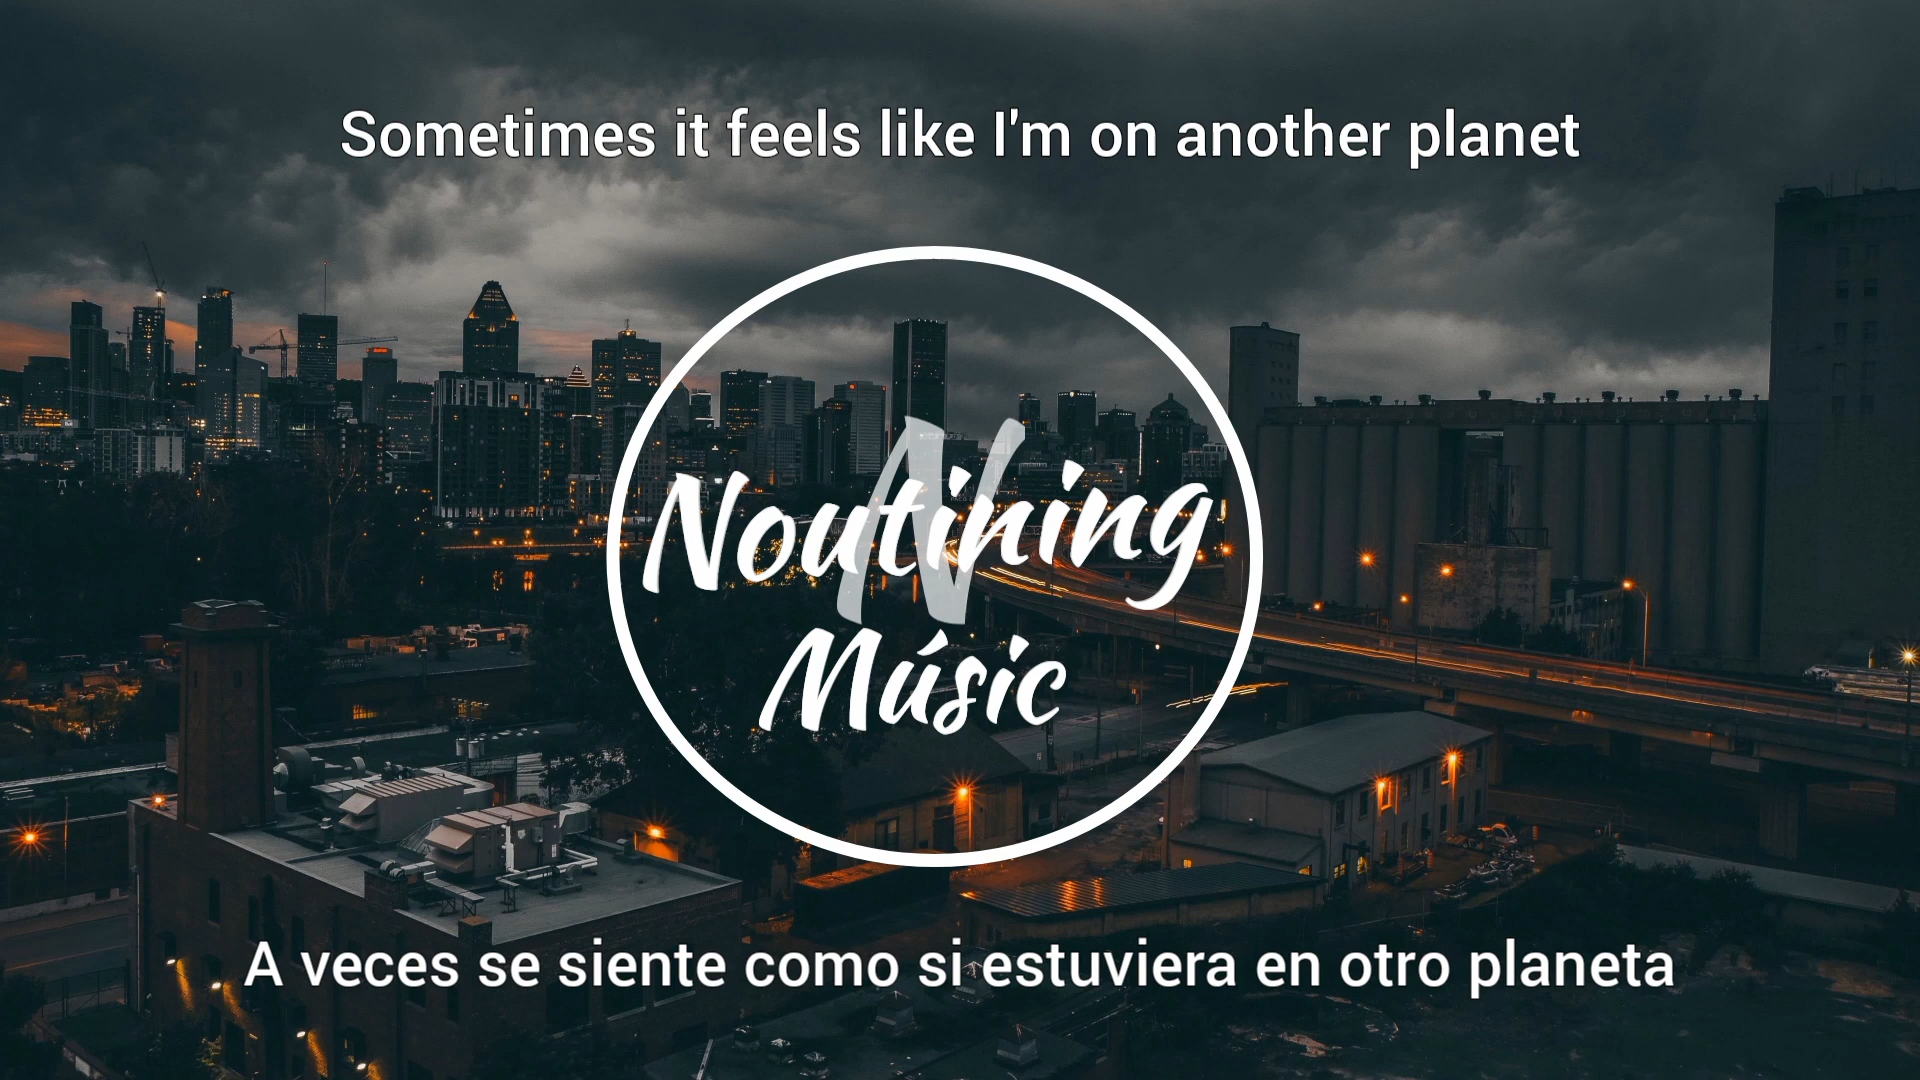 Sometimes it feels like I'm on another planet
N
Noutining
Músic
A veces se siente como si estuviera en otro planeta